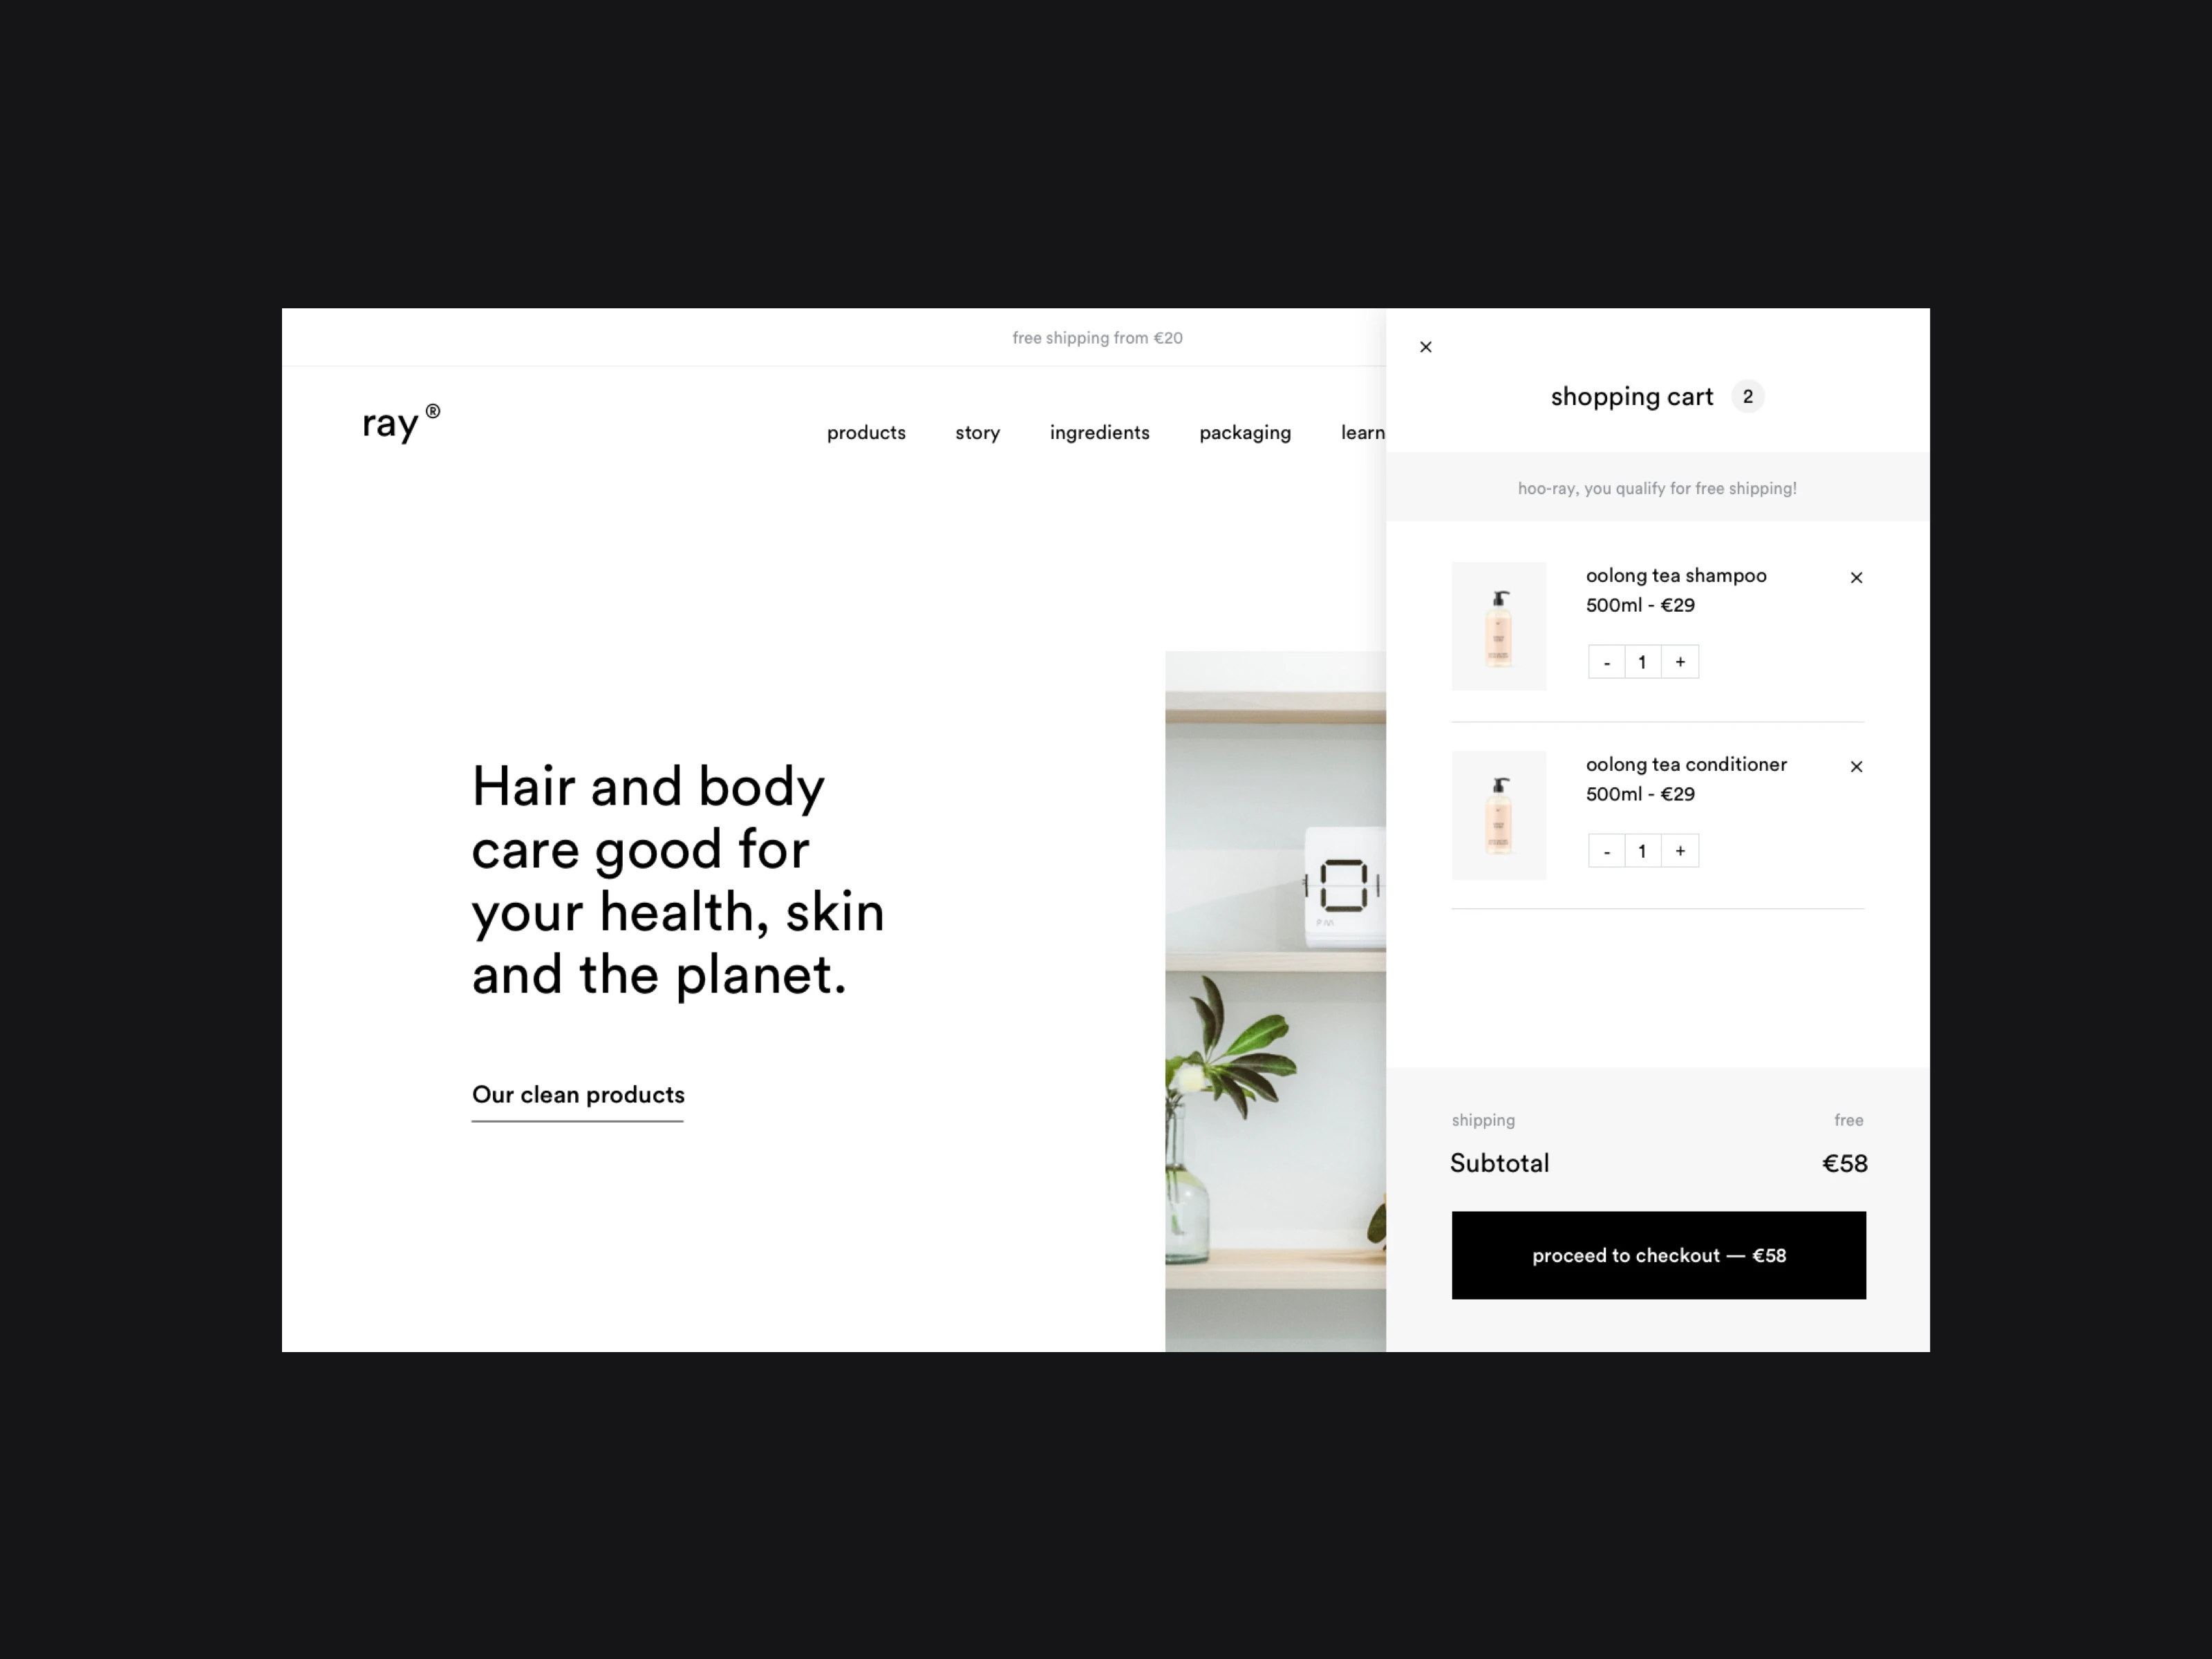 free shipping from €20
ray ®
products story ingredients packaging learn
Hair and body
care good for
your health, skin
and the planet.
Our clean products
PM
×
shopping cart 2
hoo-ray, you qualify for free shipping!
oolong tea shampoo ×
500ml - €29
- 1 +
oolong tea conditioner ×
500ml - €29
- 1 +
shipping free
Subtotal €58
proceed to checkout — €58